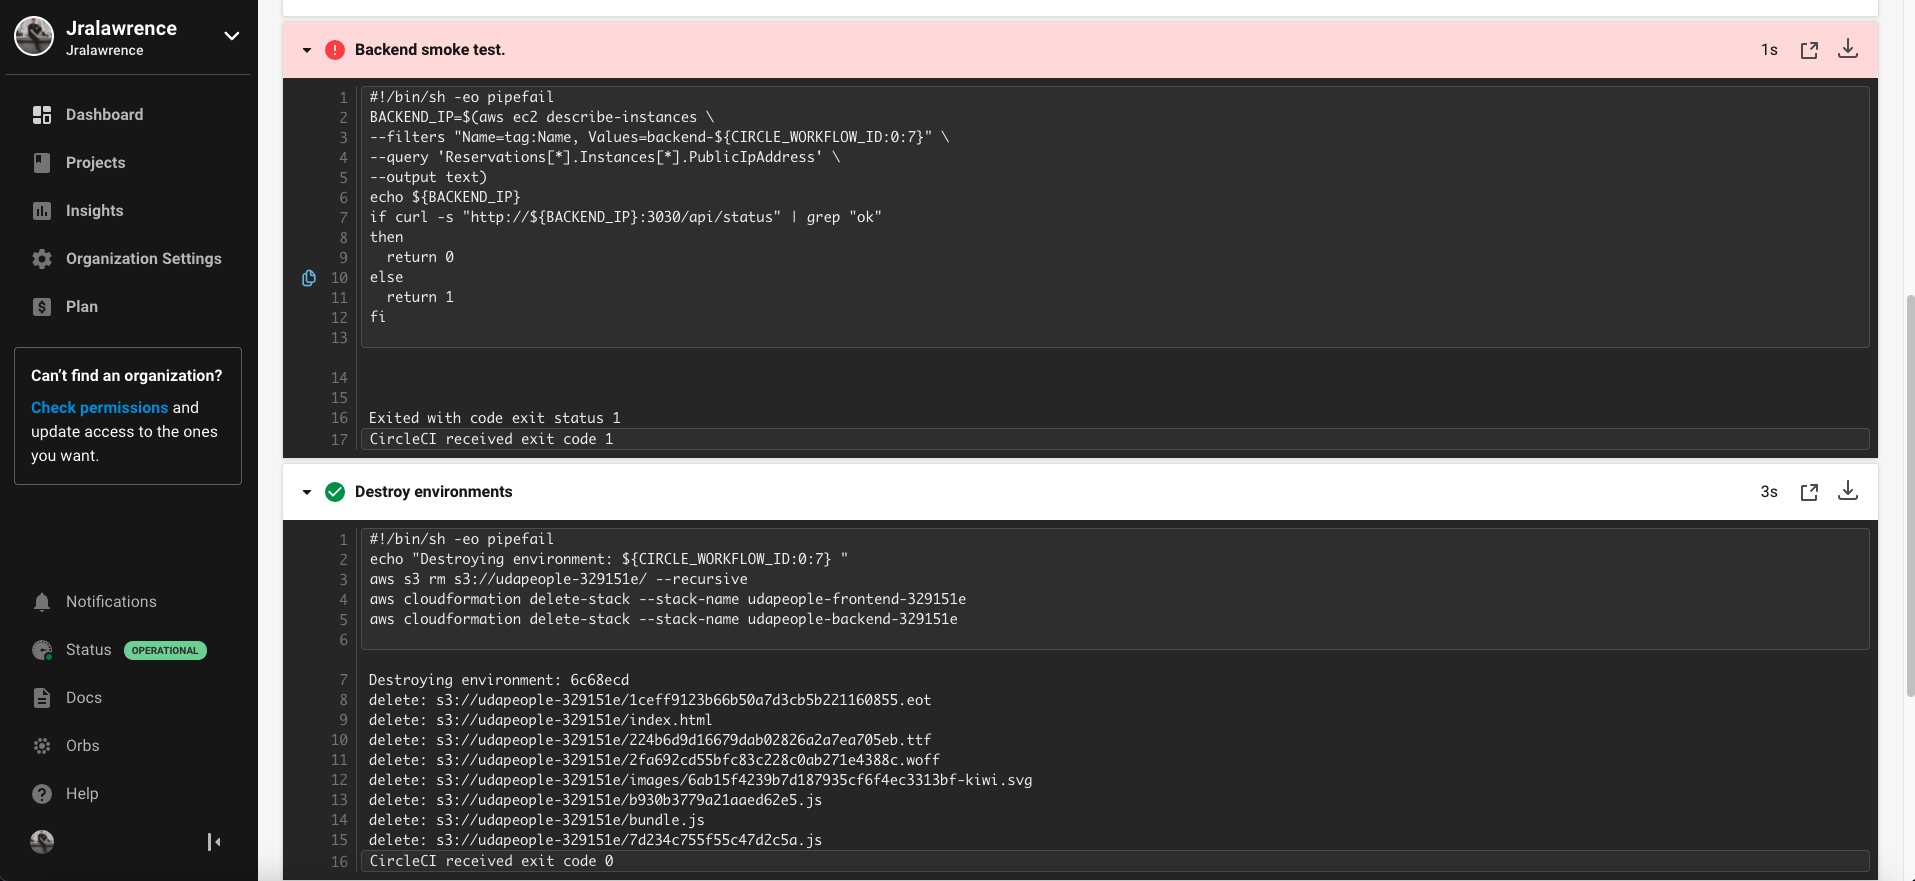 Jralawrence
Jralawrence
Dashboard
Projects
Insights
Organization Settings
Plan
Can't find an organization?
Check permissions and
update access to the ones
you want.
Notifications
Status OPERATIONAL
Docs
Orbs
Help
Backend smoke test. 1s
1 #!/bin/sh -eo pipefail
2 BACKEND_IP=$(aws ec2 describe-instances \
3 --filters "Name=tag:Name, Values=backend-${CIRCLE_WORKFLOW_ID:0:7}" \
4 --query 'Reservations[*].Instances[*].PublicIpAddress' \
5 --output text)
6 echo ${BACKEND_IP}
7 if curl -s "http://${BACKEND_IP}:3030/api/status" | grep "ok"
8 then
9   return 0
10 else
11   return 1
12 fi
13
14
15
16 Exited with code exit status 1
17 CircleCI received exit code 1
Destroy environments 3s
1 #!/bin/sh -eo pipefail
2 echo "Destroying environment: ${CIRCLE_WORKFLOW_ID:0:7} "
3 aws s3 rm s3://udapeople-329151e/ --recursive
4 aws cloudformation delete-stack --stack-name udapeople-frontend-329151e
5 aws cloudformation delete-stack --stack-name udapeople-backend-329151e
6
7 Destroying environment: 6c68ecd
8 delete: s3://udapeople-329151e/1ceff9123b66b50a7d3cb5b221160855.eot
9 delete: s3://udapeople-329151e/index.html
10 delete: s3://udapeople-329151e/224b6d9d16679dab02826a2a7ea705eb.ttf
11 delete: s3://udapeople-329151e/2fa692cd55bfc83c228c0ab271e4388c.woff
12 delete: s3://udapeople-329151e/images/6ab15f4239b7d187935cf6f4ec3313bf-kiwi.svg
13 delete: s3://udapeople-329151e/b930b3779a21aaed62e5.js
14 delete: s3://udapeople-329151e/bundle.js
15 delete: s3://udapeople-329151e/7d234c755f55c47d2c5a.js
16 CircleCI received exit code 0